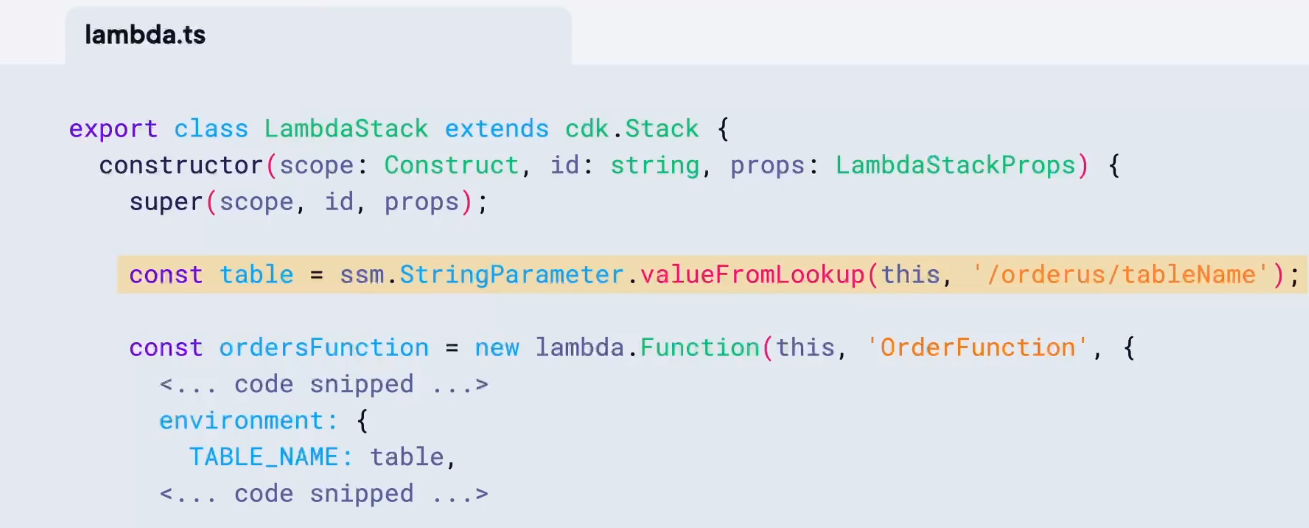 lambda.ts
export class LambdaStack extends cdk.Stack {
constructor(scope: Construct, id: string, props: LambdaStackProps) {
super(scope, id, props);
const table = ssm.StringParameter.valueFromLookup(this, '/orderus/tableName');
const ordersFunction = new lambda.Function(this, 'OrderFunction', {
<... code snipped ...>
environment: {
TABLE_NAME: table,
<... code snipped ...>